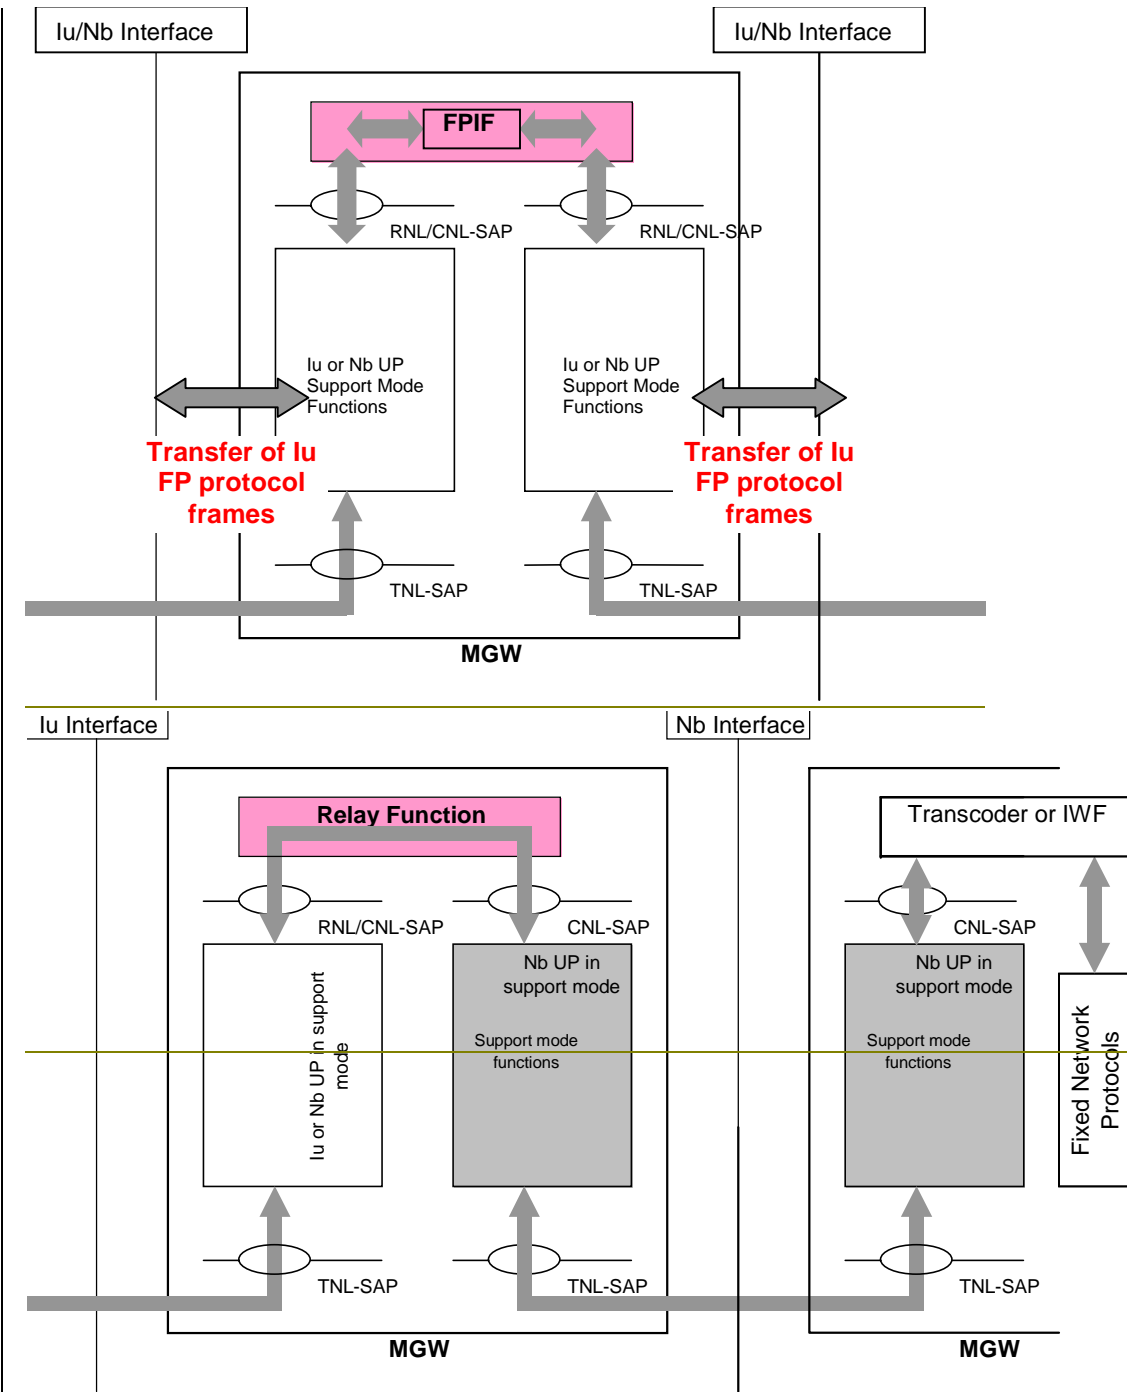 Iu/Nb Interface
Iu/Nb Interface
FPIF
RNL/CNL-SAP
RNL/CNL-SAP
Iu or Nb UP
Support Mode
Functions
Iu or Nb UP
Support Mode
Functions
Transfer of Iu
FP protocol
frames
Transfer of Iu
FP protocol
frames
TNL-SAP
TNL-SAP
MGW
Iu Interface
Nb Interface
Relay Function
Transcoder or IWF
RNL/CNL-SAP
CNL-SAP
CNL-SAP
Iu or Nb UP in support
mode
Nb UP in
support mode
Support mode
functions
Nb UP in
support mode
Support mode
functions
Fixed Network
Protocols
TNL-SAP
TNL-SAP
TNL-SAP
MGW
MGW